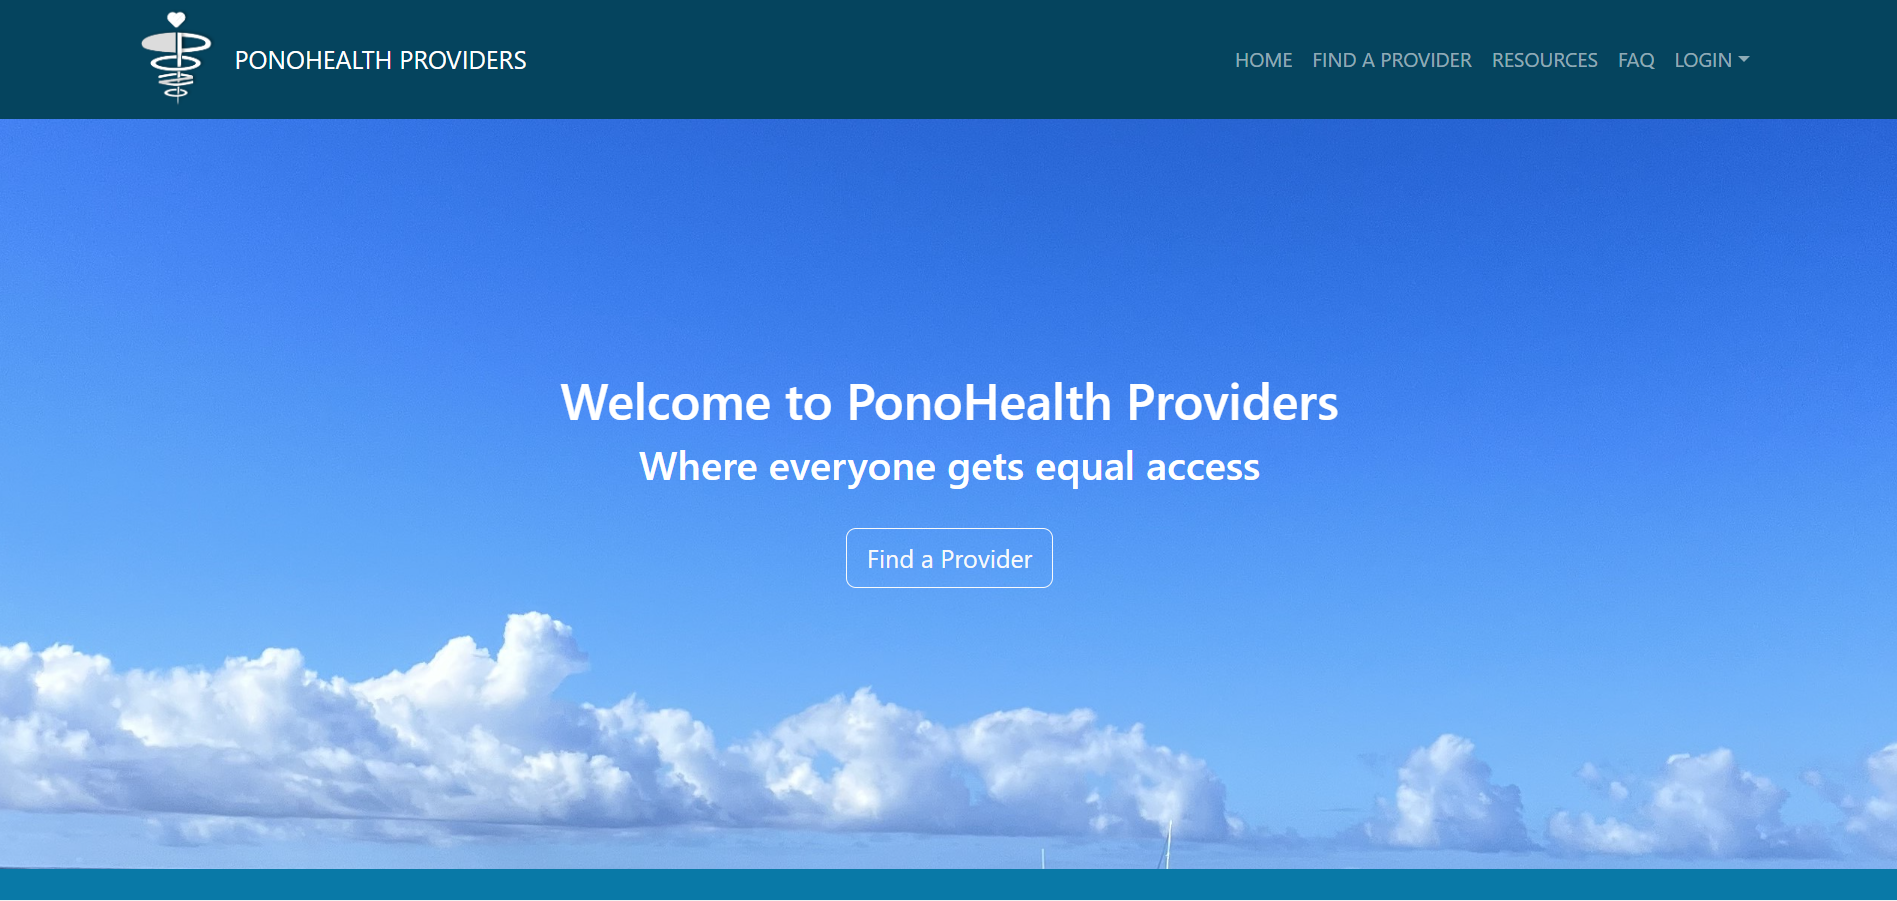 PONOHEALTH PROVIDERS
HOME FIND A PROVIDER RESOURCES FAQ LOGIN
Welcome to PonoHealth Providers
Where everyone gets equal access
Find a Provider